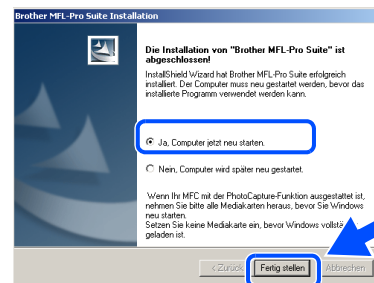 Brother MFL-Pro Suite Installation
Die Installation von "Brother MFL-Pro Suite" ist
abgeschlossen!
InstallShield Wizard hat Brother MFL-Pro Suite erfolgreich
installiert. Der Computer muss neu gestartet werden, bevor das
installierte Programm verwendet werden kann.
Ja, Computer jetzt neu starten.
Nein, Computer wird später neu gestartet.
Wenn Ihr MFC mit der PhotoCapture-Funktion ausgestattet ist,
nehmen Sie bitte alle Mediakarten heraus, bevor Sie Windows
neu starten.
Setzen Sie keine Mediakarte ein, bevor Windows
geladen ist.
< Zurück
Fertig stellen
Abbrechen